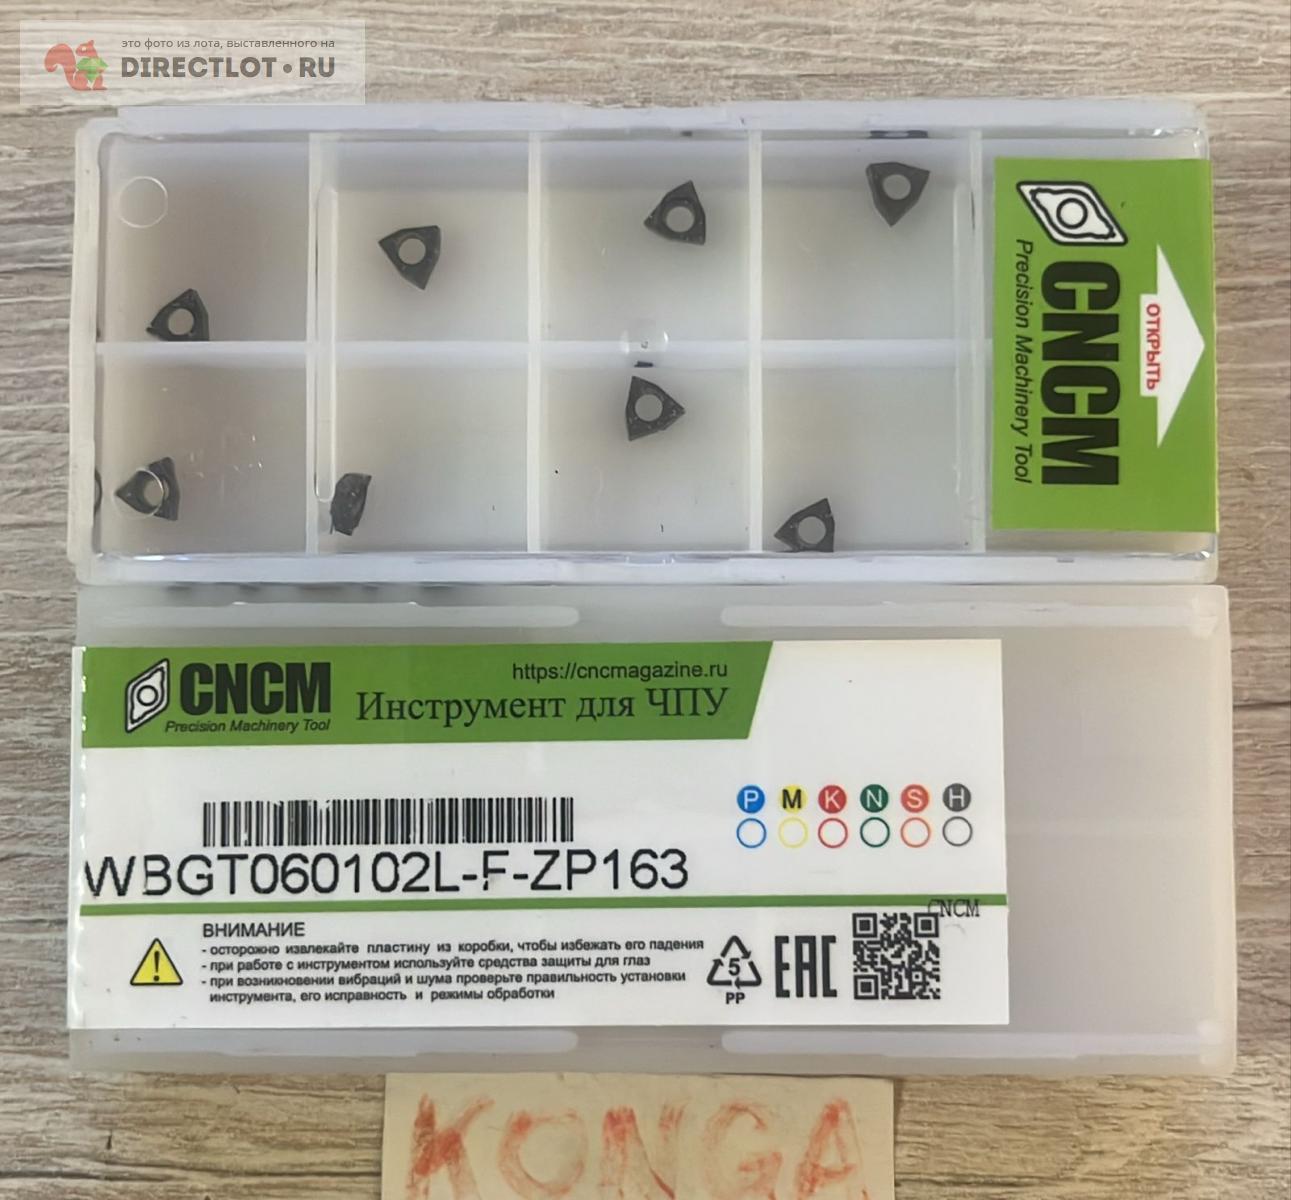 это фото из лота, выставленного на
DIRECTLOT.RU
CNCM
Precision Machinery Tool
ОТКРЫТЬ
CNCM
Precision Machinery Tool
https://cncmagazine.ru
Инструмент для ЧПУ
P M K N S H
WBGT060102L-F-ZP163
CNCM
ВНИМАНИЕ
- осторожно извлекайте пластину из коробки, чтобы избежать его падения
- при работе с инструментом используйте средства защиты для глаз
- при возникновении вибраций и шума проверьте правильность установки
инструмента, его исправность и режимы обработки
5
PP
EAC
KONGA